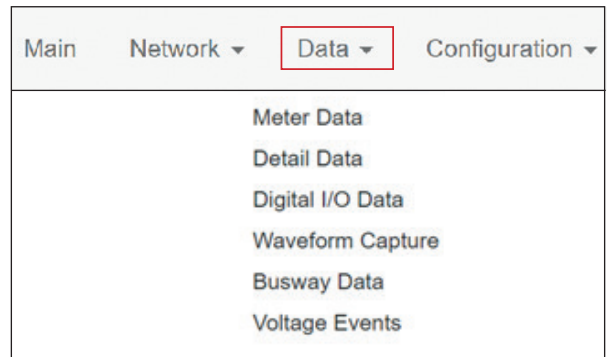 Main Network Data Configuration
Meter Data
Detail Data
Digital I/O Data
Waveform Capture
Busway Data
Voltage Events